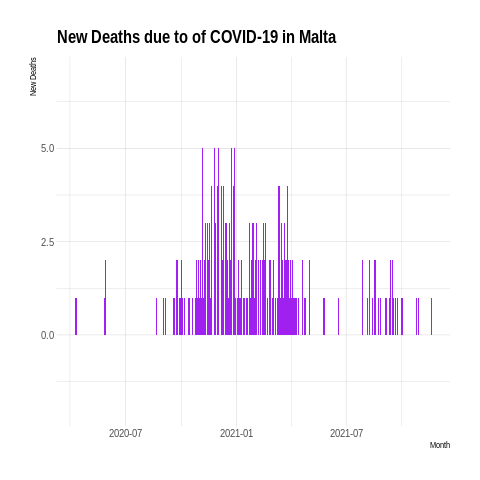 New Deaths due to of COVID-19 in Malta
New Deaths
5.0
2.5
0.0
2020-07 2021-01 2021-07
Month